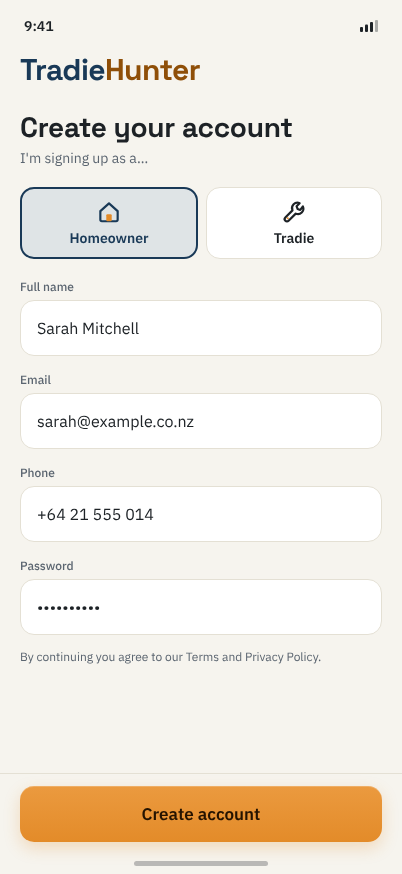 9:41
TradieHunter
Create your account
I'm signing up as a...
Homeowner
Tradie
Full name
Sarah Mitchell
Email
sarah@example.co.nz
Phone
+64 21 555 014
Password
••••••••••
By continuing you agree to our Terms and Privacy Policy.
Create account